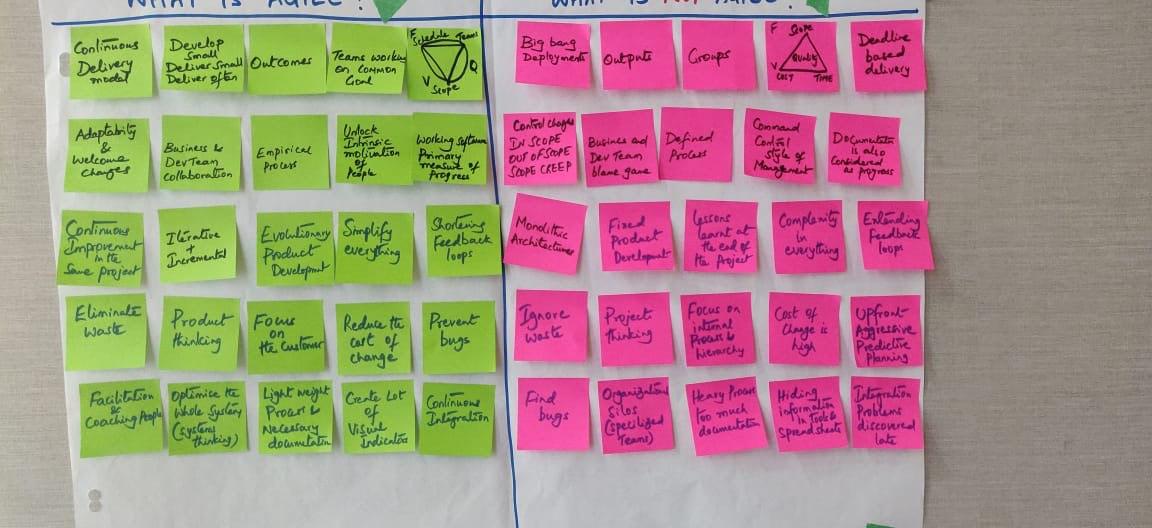 WHAT IS AGILE?
WHAT IS NOT AGILE?
Continuous
Delivery
model
Develop
Small
Deliver Small
Deliver often
Outcomes
Teams working
on Common
Goal
F
Schedule Teams
V
Q
Scope
Big bang
Deployments
Outputs
Groups
F
Scope
Quality
V
COST TIME
Deadline
based
delivery
Adaptability
&
Welcome
Changes
Business &
Dev Team
Collaboration
Empirical
Process
Unlock
Intrinsic
motivation
of
People
Working Software
Primary
measure of
Progress
Control changes
IN SCOPE
OUT OF SCOPE
SCOPE CREEP
Business and
Dev Team
blame game
Defined
Process
Command
Control
Style of
Management
Documentation
is also
Considered
as progress
Continuous
Improvement
in the
Same project
Iterative
+
Incremental
Evolutionary
Product
Development
Simplify
everything
Shortening
Feedback
loops
Monolithic
Architectures
Fixed
Product
Development
Lessons
learnt at
the end of
the Project
Complexity
in
everything
Extending
Feedback
loops
Eliminate
Waste
Product
thinking
Focus
on
the Customer
Reduce the
cost of
change
Prevent
bugs
Ignore
Waste
Project
thinking
Focus on
internal
Process &
hierarchy
Cost of
Change is
high
Upfront
Aggressive
Predictive
Planning
Facilitation
&
Coaching People
Optimise the
Whole System
(systems
thinking)
Light weight
Process &
Necessary
documentation
Create Lot
of
Visual
Indicators
Continuous
Integration
Find
bugs
Organizational
Silos
(specilized
Teams)
Heavy Process
too much
documentation
Hiding
information
in Tools &
Spreadsheets
Integration
Problems
discovered
late